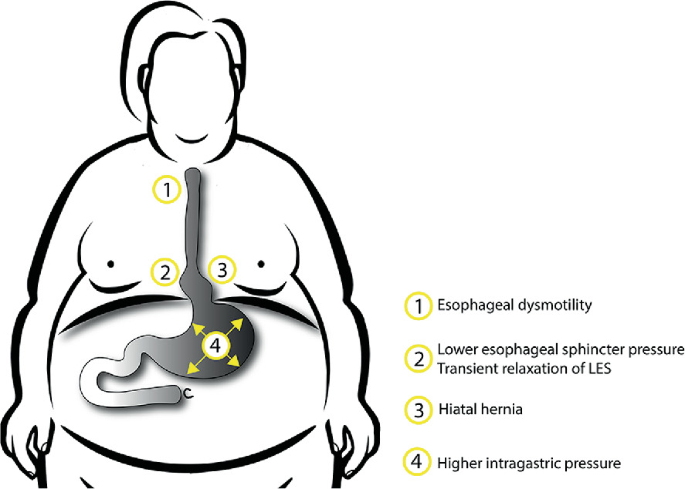 1
2
3
4
1 Esophageal dysmotility
2 Lower esophageal sphincter pressure
Transient relaxation of LES
3 Hiatal hernia
4 Higher intragastric pressure